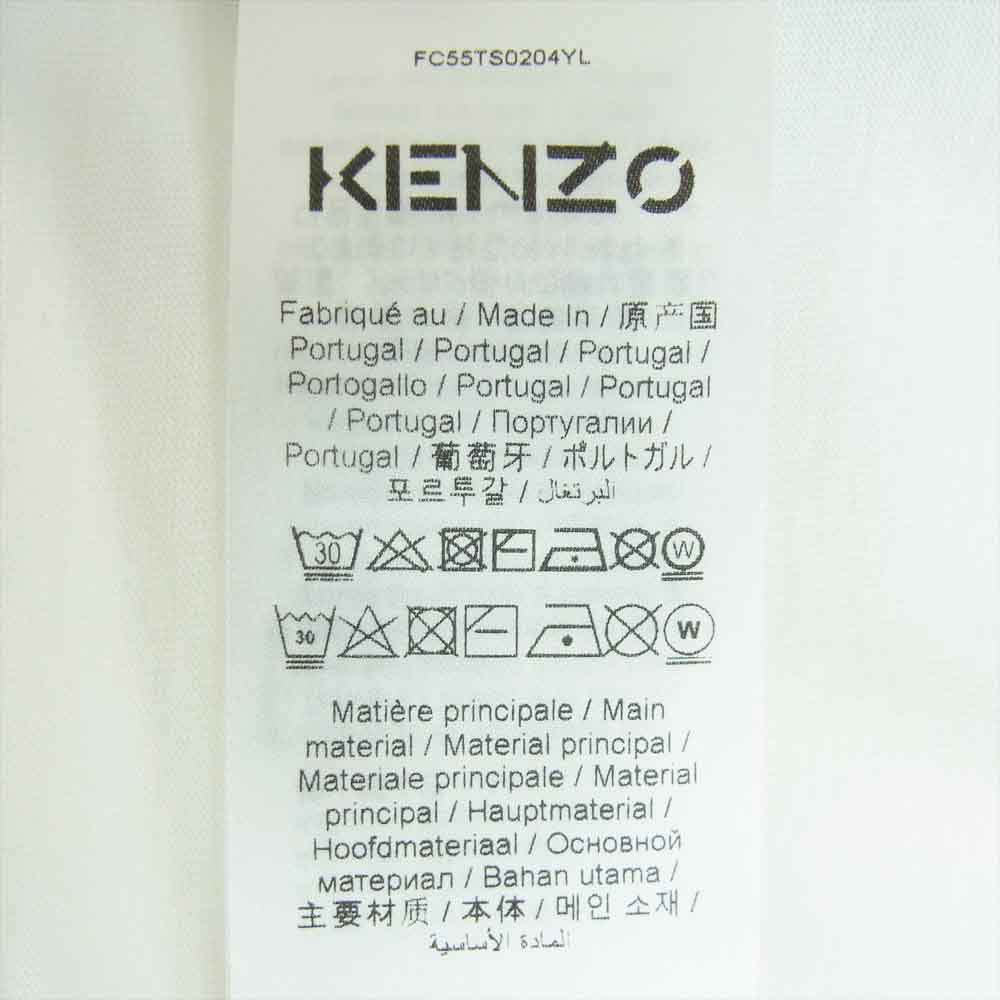 FC55TS0204YL
KENZO
Fabriqué au / Made In / 原产国
Portugal / Portugal / Portugal /
Portogallo / Portugal / Portugal
/ Portugal / Португалии /
Portugal / 葡萄牙 / ポルトガル /
포르투갈 / البرتغال
30 W
30 W
Matière principale / Main
material / Material principal /
Materiale principale / Material
principal / Hauptmaterial /
Hoofdmateriaal / Основной
материал / Bahan utama /
主要材质 / 本体 / 메인 소재 /
المادة الأساسية